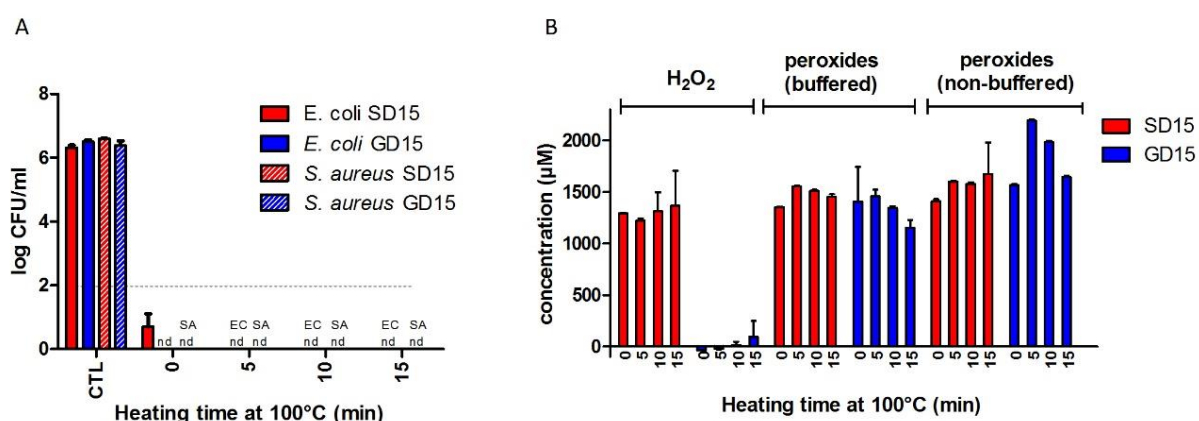 A
log CFU/ml
8
6
4
2
0
E. coli SD15
E. coli GD15
S. aureus SD15
S. aureus GD15
SA EC SA EC SA EC SA
nd nd nd nd nd nd nd nd
CTL 0 5 10 15
Heating time at 100°C (min)
B
H₂O₂
peroxides
(buffered)
peroxides
(non-buffered)
SD15
GD15
concentration (µM)
2000
1500
1000
500
0
0 5 10 15 0 5 10 15 0 5 10 15 0 5 10 15 0 5 10 15 0 5 10 15
Heating time at 100°C (min)